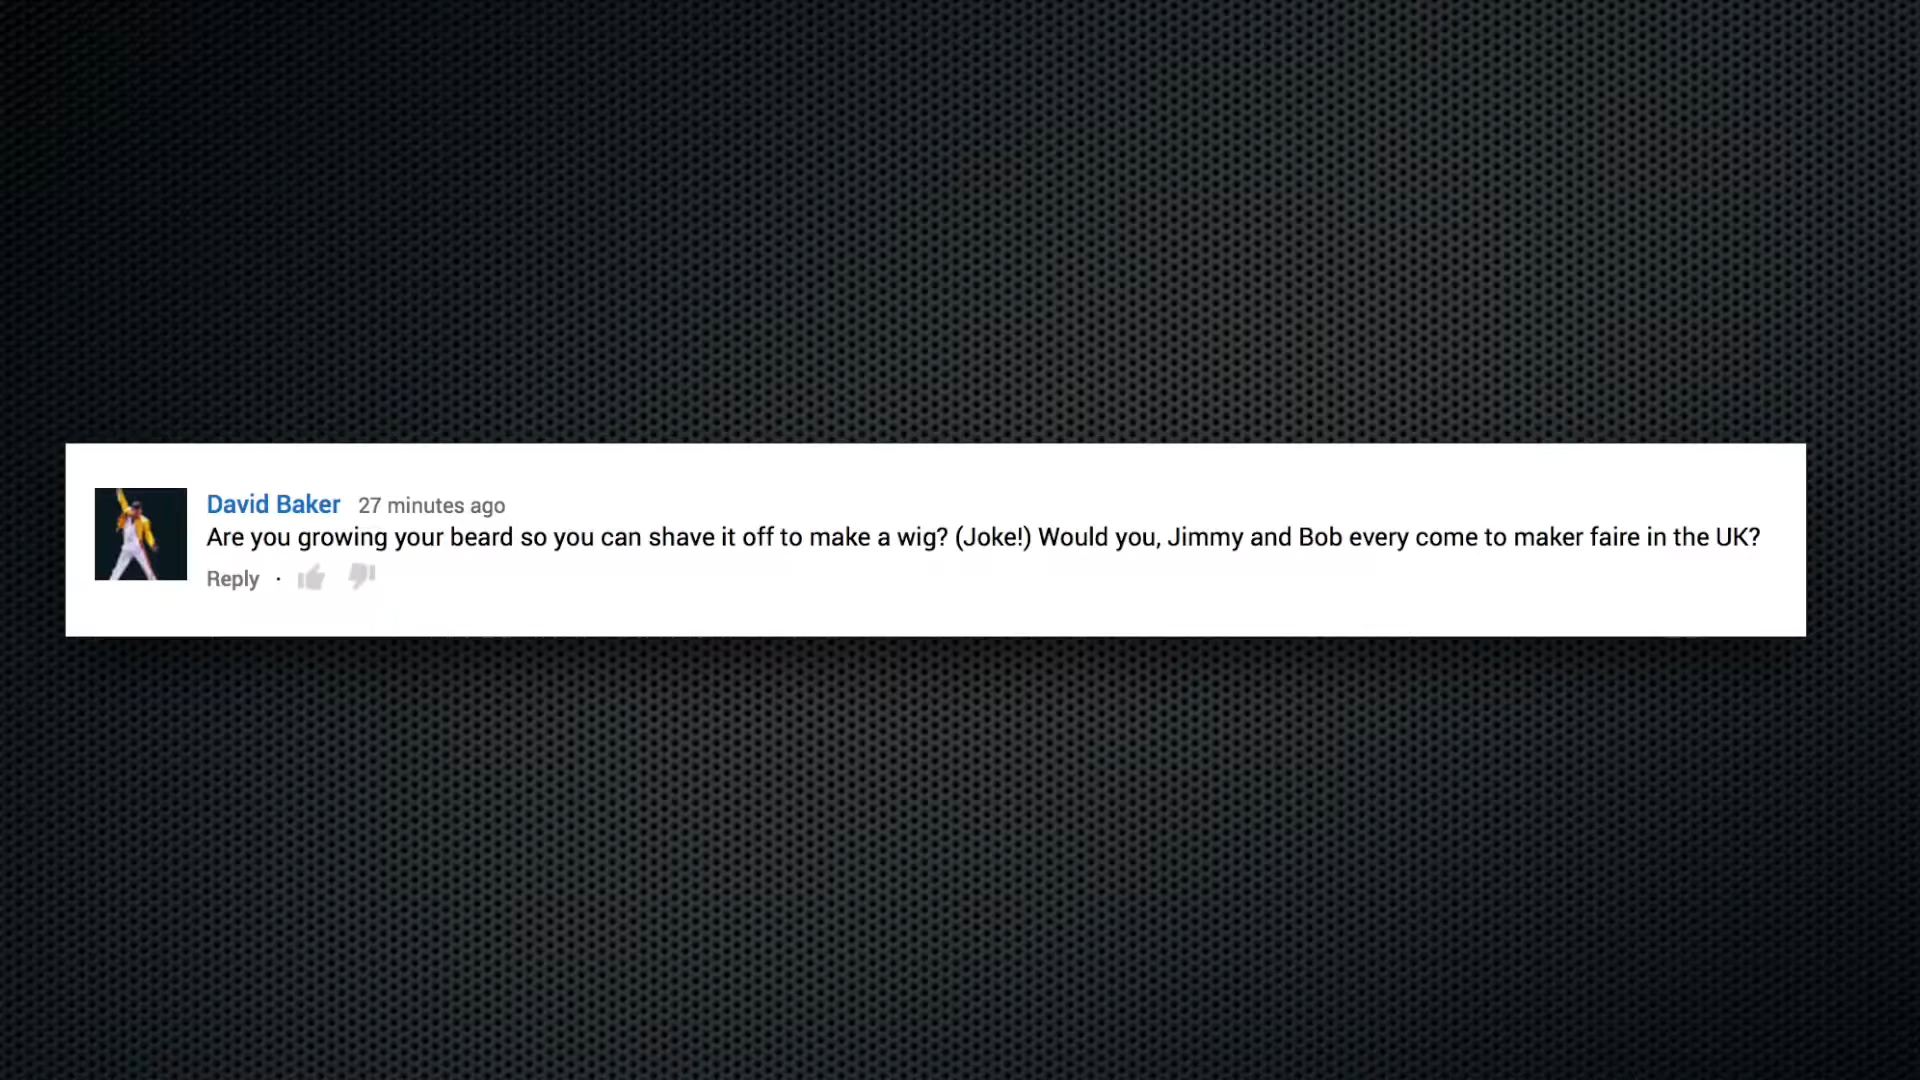 David Baker 27 minutes ago
Are you growing your beard so you can shave it off to make a wig? (Joke!) Would you, Jimmy and Bob every come to maker faire in the UK?
Reply ·